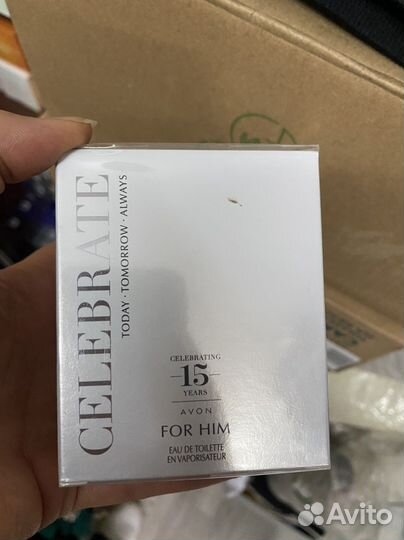 CELEBRATE
TODAY · TOMORROW · ALWAYS
CELEBRATING
15
YEARS
AVON
FOR HIM
EAU DE TOILETTE
EN VAPORISATEUR
Avito